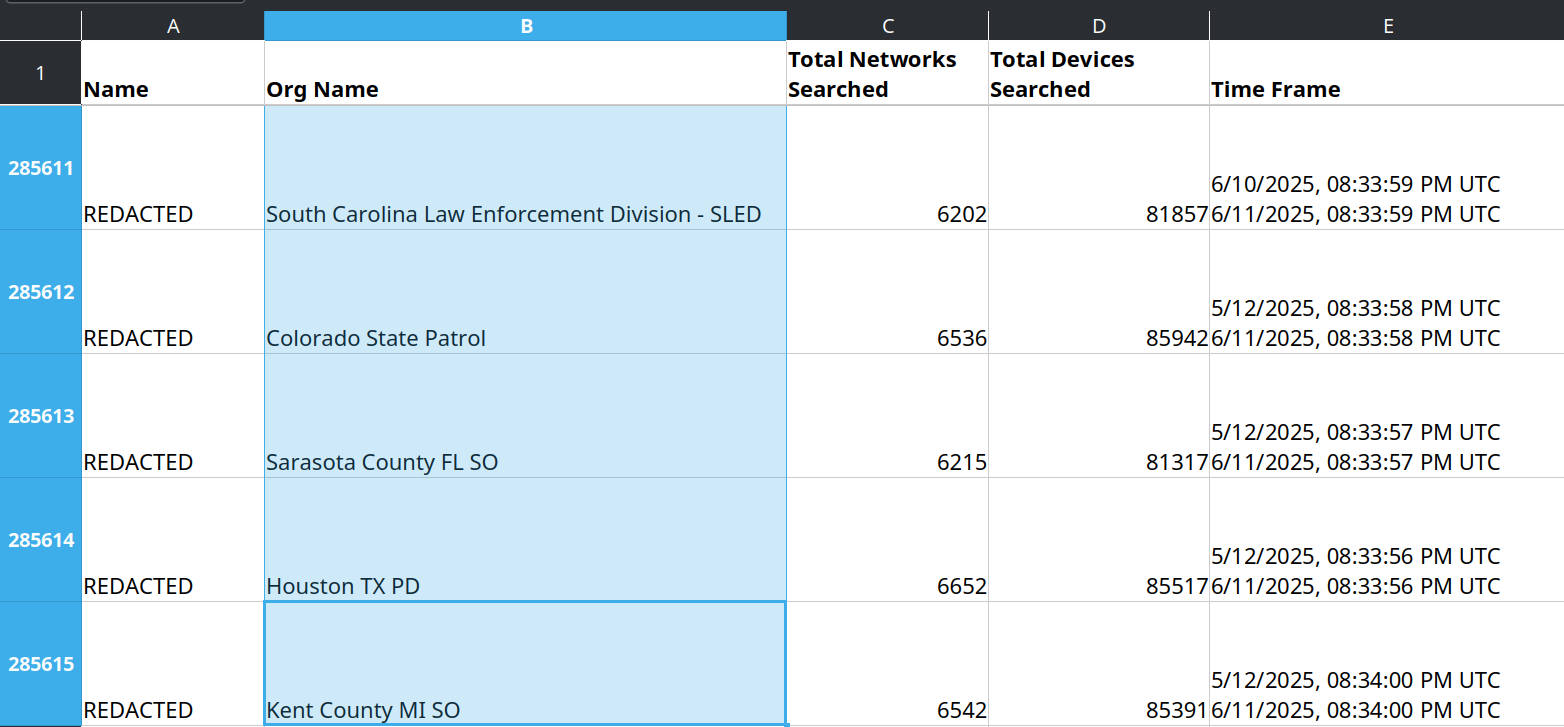 A B C D E
1 Name Org Name Total Networks Searched Total Devices Searched Time Frame
285611 REDACTED South Carolina Law Enforcement Division - SLED 6202 81857 6/10/2025, 08:33:59 PM UTC
6/11/2025, 08:33:59 PM UTC
285612 REDACTED Colorado State Patrol 6536 85942 5/12/2025, 08:33:58 PM UTC
6/11/2025, 08:33:58 PM UTC
285613 REDACTED Sarasota County FL SO 6215 81317 5/12/2025, 08:33:57 PM UTC
6/11/2025, 08:33:57 PM UTC
285614 REDACTED Houston TX PD 6652 85517 5/12/2025, 08:33:56 PM UTC
6/11/2025, 08:33:56 PM UTC
285615 REDACTED Kent County MI SO 6542 85391 5/12/2025, 08:34:00 PM UTC
6/11/2025, 08:34:00 PM UTC